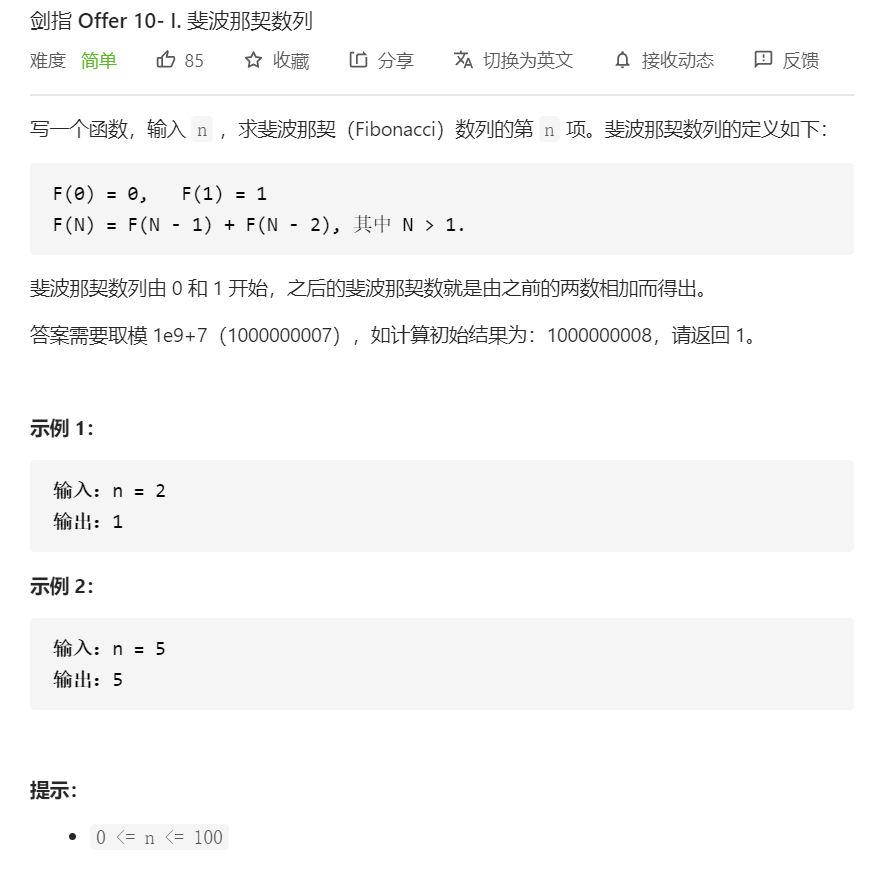 剑指 Offer 10- I. 斐波那契数列
难度 简单 85 收藏 分享 切换为英文 接收动态 反馈
写一个函数，输入 n ，求斐波那契（Fibonacci）数列的第 n 项。斐波那契数列的定义如下：
F(0) = 0,   F(1) = 1
F(N) = F(N - 1) + F(N - 2), 其中 N > 1.
斐波那契数列由 0 和 1 开始，之后的斐波那契数就是由之前的两数相加而得出。
答案需要取模 1e9+7（1000000007），如计算初始结果为：1000000008，请返回 1。
示例 1：
输入：n = 2
输出：1
示例 2：
输入：n = 5
输出：5
提示：
0 <= n <= 100